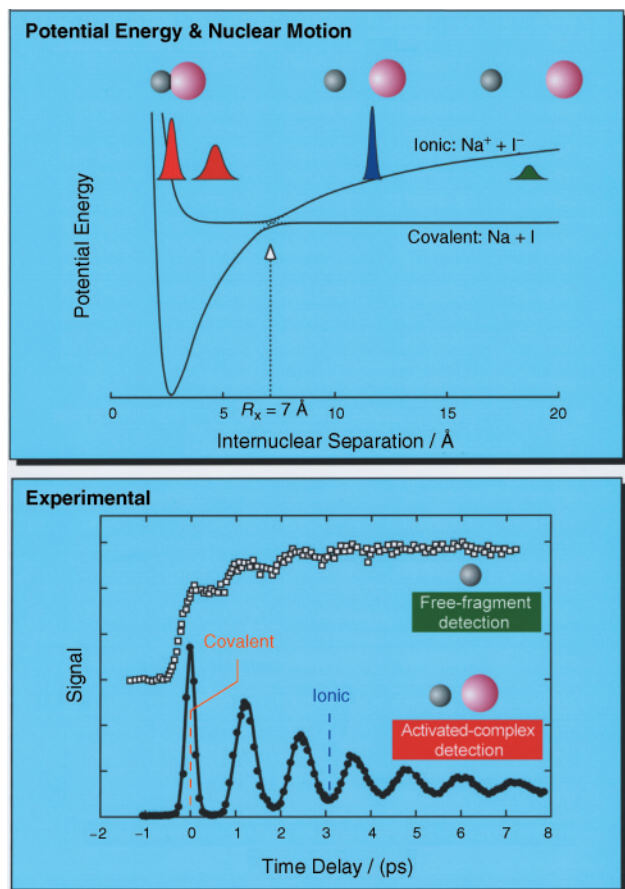 Potential Energy & Nuclear Motion
Ionic: Na⁺ + I⁻
Covalent: Na + I
Potential Energy
0
Rₓ = 7 Å
10
15
20
Internuclear Separation / Å
Experimental
Free-fragment
detection
Covalent
Ionic
Activated-complex
detection
Signal
−2
−1
0
1
2
3
4
5
6
7
8
Time Delay / (ps)